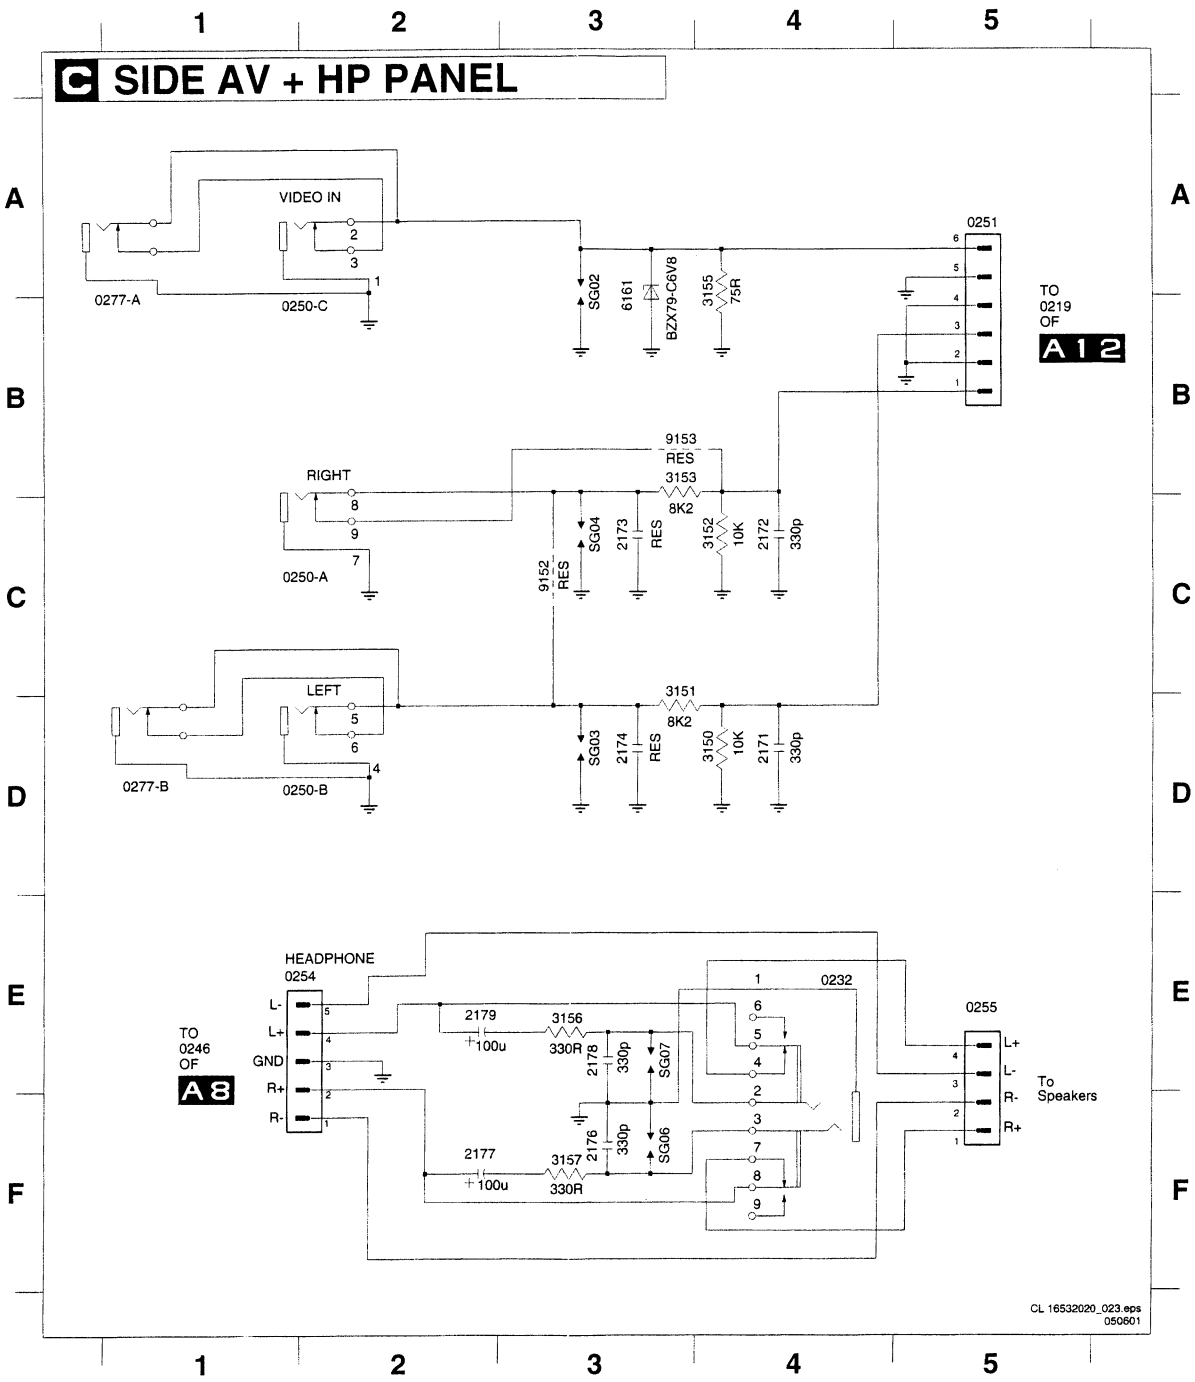 1 2 3 4 5
C SIDE AV + HP PANEL
A
A
VIDEO IN
2
3
1
0277-A
0250-C
SG02
6161
BZX79-C6V8
3155
75R
0251
6
5
4
3
2
1
TO
0219
OF
A12
B
B
9153
RES
RIGHT
3153
8K2
8
9
7
0250-A
9152
RES
SG04
2173
RES
3152
10K
2172
330p
C
C
LEFT
3151
8K2
5
6
4
0277-B
0250-B
SG03
2174
RES
3150
10K
2171
330p
D
D
HEADPHONE
0254
L- 5
L+ 4
GND 3
R+ 2
R- 1
TO
0246
OF
A8
E
E
2179
+100u
3156
330R
2178
330p
SG07
2176
330p
SG06
2177
+100u
3157
330R
1
0232
6
5
4
2
3
7
8
9
0255
L+
4
L-
3
R-
2
R+
1
To
Speakers
F
F
CL 16532020_023.eps
050601
1 2 3 4 5